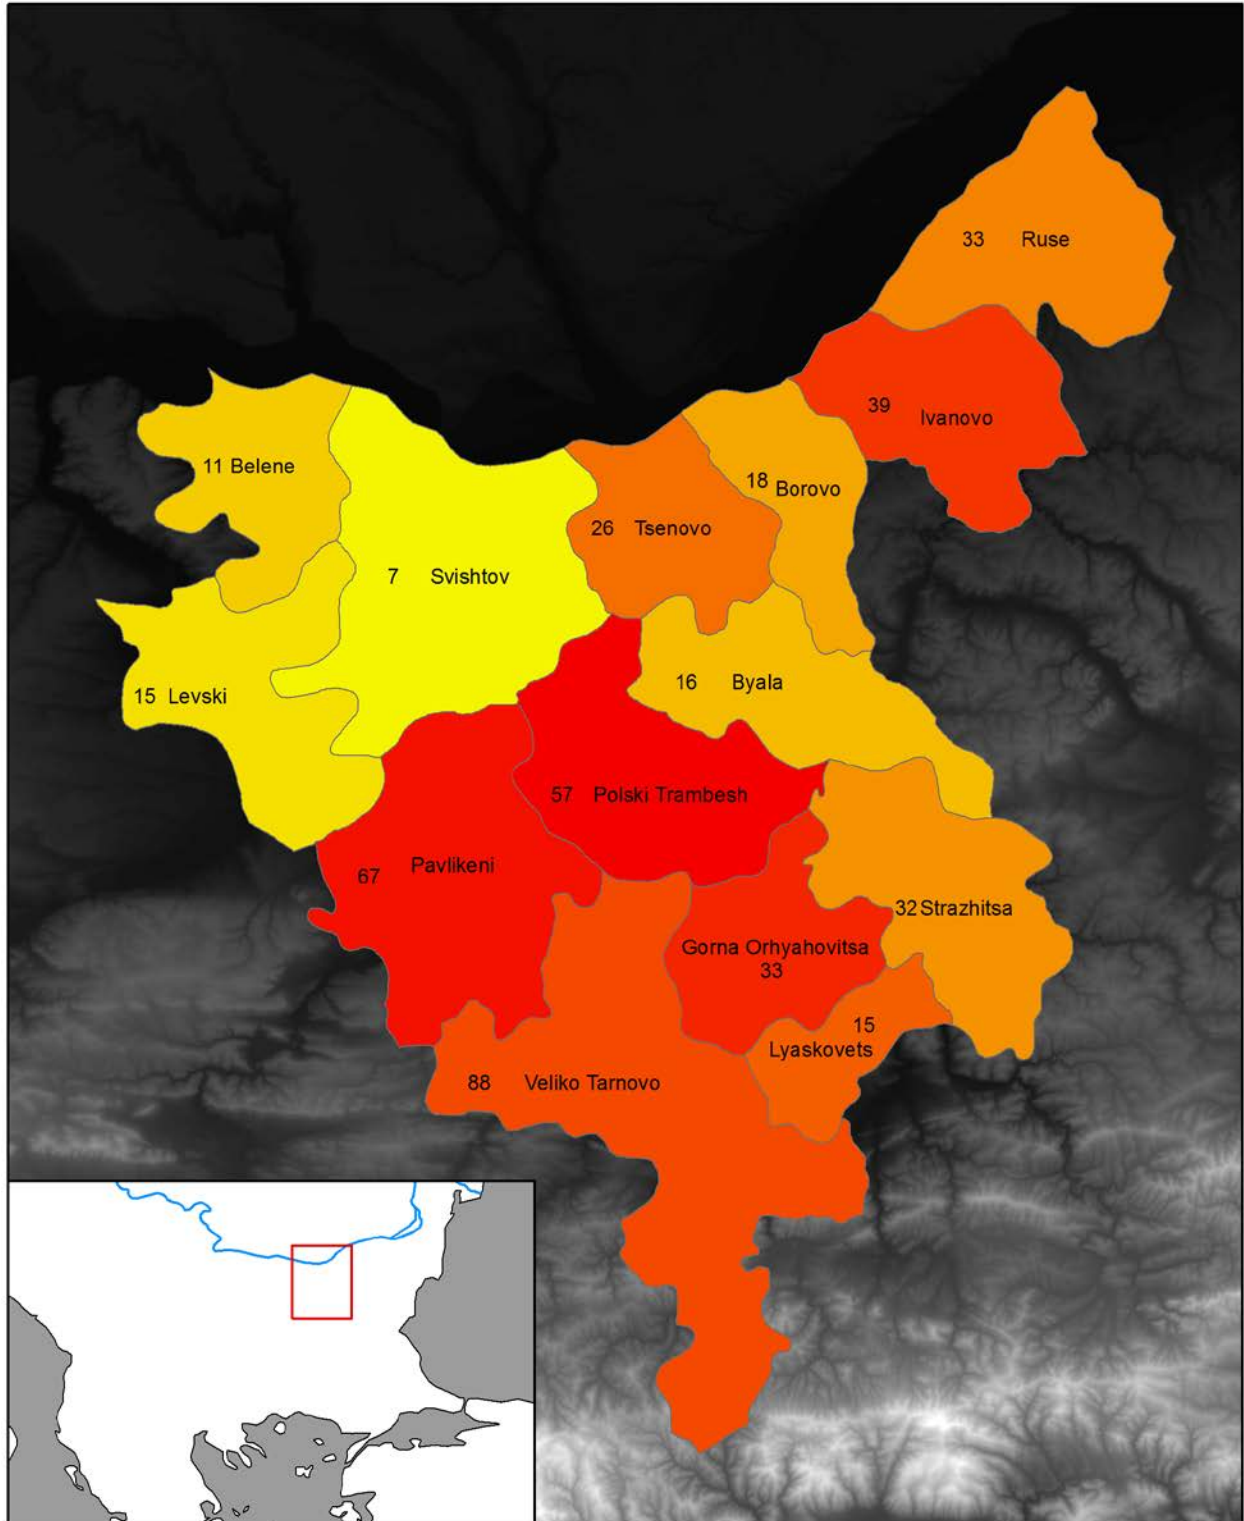 33 Ruse
39 Ivanovo
11 Belene
18 Borovo
26 Tsenovo
7 Svishtov
16 Byala
15 Levski
57 Polski Trambesh
67 Pavlikeni
32 Strazhitsa
Gorna Orhyahovitsa
33
15
Lyaskovets
88 Veliko Tarnovo